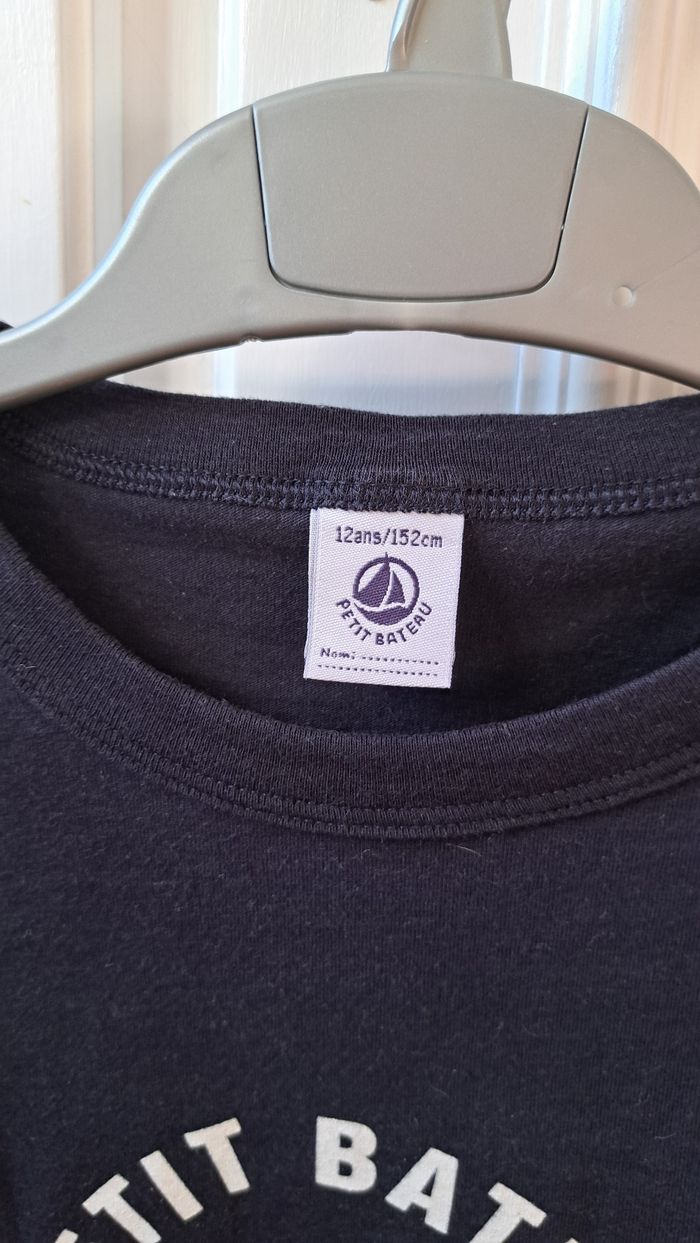 12ans/152cm
PETIT BATEAU
Nom:
TIT BAT